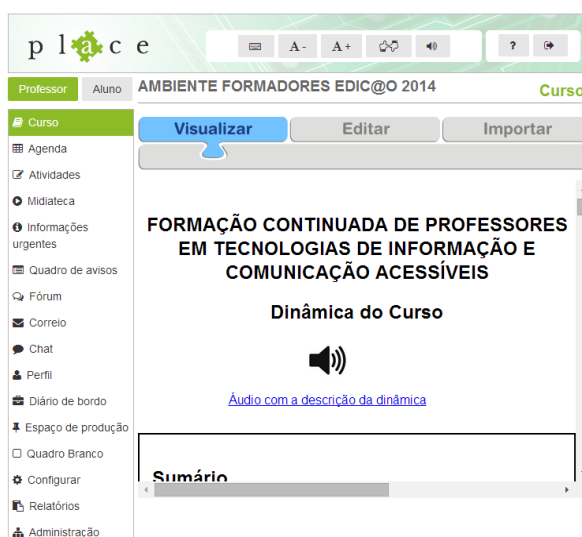 place
A -
A +
?
Professor
Aluno
AMBIENTE FORMADORES EDIC@O 2014
Curso
Curso
Agenda
Atividades
Midiateca
Informações
urgentes
Quadro de avisos
Fórum
Correio
Chat
Perfil
Diário de bordo
Espaço de produção
Quadro Branco
Configurar
Relatórios
Administração
Visualizar
Editar
Importar
FORMAÇÃO CONTINUADA DE PROFESSORES
EM TECNOLOGIAS DE INFORMAÇÃO E
COMUNICAÇÃO ACESSÍVEIS
Dinâmica do Curso
Áudio com a descrição da dinâmica
Sumário